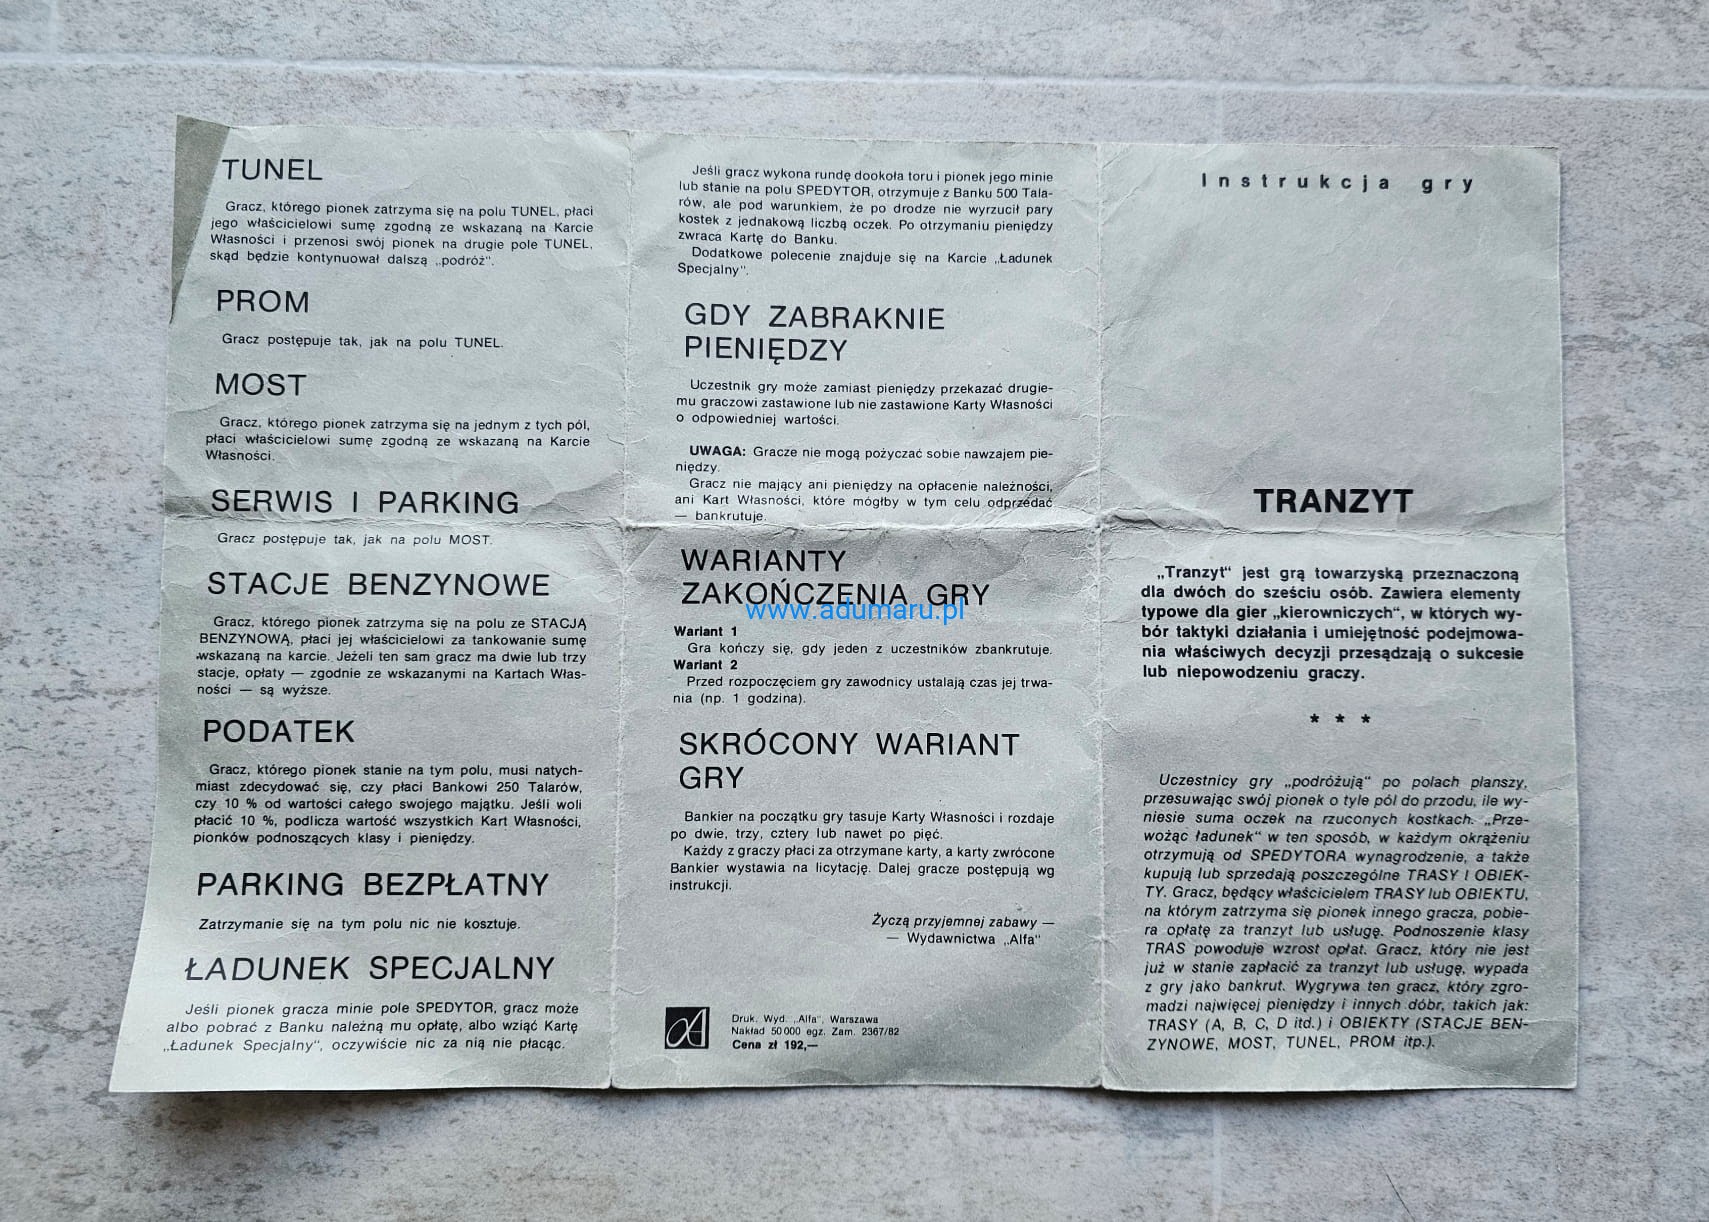 TUNEL
Gracz, którego pionek zatrzyma się na polu TUNEL, płaci
jego właścicielowi sumę zgodną ze wskazaną na Karcie
Własności i przenosi swój pionek na drugie pole TUNEL,
skąd będzie kontynuował dalszą „podróż".
PROM
Gracz postępuje tak, jak na polu TUNEL.
MOST
Gracz, którego pionek zatrzyma się na jednym z tych pól,
płaci właścicielowi sumę zgodną ze wskazaną na Karcie
Własności.
SERWIS I PARKING
Gracz postępuje tak, jak na polu MOST.
STACJE BENZYNOWE
Gracz, którego pionek zatrzyma się na polu ze STACJĄ
BENZYNOWĄ, płaci jej właścicielowi za tankowanie sumę
wskazaną na karcie. Jeżeli ten sam gracz ma dwie lub trzy
stacje, opłaty — zgodnie ze wskazanymi na Kartach Włas-
ności — są wyższe.
PODATEK
Gracz, którego pionek stanie na tym polu, musi natych-
miast zdecydować się, czy płaci Bankowi 250 Talarów,
czy 10 % od wartości całego swojego majątku. Jeśli woli
płacić 10 %, podlicza wartość wszystkich Kart Własności,
pionków podnoszących klasy i pieniędzy.
PARKING BEZPŁATNY
Zatrzymanie się na tym polu nic nie kosztuje.
ŁADUNEK SPECJALNY
Jeśli pionek gracza minie pole SPEDYTOR, gracz może
albo pobrać z Banku należną mu opłatę, albo wziąć Kartę
„Ładunek Specjalny", oczywiście nic za nią nie płacąc.
Jeśli gracz wykona rundę dookoła toru i pionek jego minie
lub stanie na polu SPEDYTOR, otrzymuje z Banku 500 Tala-
rów, ale pod warunkiem, że po drodze nie wyrzucił pary
kostek z jednakową liczbą oczek. Po otrzymaniu pieniędzy
zwraca Kartę do Banku.
Dodatkowe polecenie znajduje się na Karcie „Ładunek
Specjalny".
GDY ZABRAKNIE
PIENIĘDZY
Uczestnik gry może zamiast pieniędzy przekazać drugie-
mu graczowi zastawione lub nie zastawione Karty Własności
o odpowiedniej wartości.
UWAGA: Gracze nie mogą pożyczać sobie nawzajem pie-
niędzy.
Gracz nie mający ani pieniędzy na opłacenie należności,
ani Kart Własności, które mógłby w tym celu odprzedać
— bankrutuje.
WARIANTY
ZAKOŃCZENIA GRY
www.adumaru.pl
Wariant 1
Gra kończy się, gdy jeden z uczestników zbankrutuje.
Wariant 2
Przed rozpoczęciem gry zawodnicy ustalają czas jej trwa-
nia (np. 1 godzina).
SKRÓCONY WARIANT
GRY
Bankier na początku gry tasuje Karty Własności i rozdaje
po dwie, trzy, cztery lub nawet po pięć.
Każdy z graczy płaci za otrzymane karty, a karty zwrócone
Bankier wystawia na licytację. Dalej gracze postępują wg
instrukcji.
Życzą przyjemnej zabawy —
— Wydawnictwa „Alfa"
Druk. Wyd. „Alfa", Warszawa
Nakład 50 000 egz. Zam. 2367/82
Cena zł 192,—
Instrukcja gry
TRANZYT
„Tranzyt" jest grą towarzyską przeznaczoną
dla dwóch do sześciu osób. Zawiera elementy
typowe dla gier „kierowniczych", w których wy-
bór taktyki działania i umiejętność podejmowa-
nia właściwych decyzji przesądzają o sukcesie
lub niepowodzeniu graczy.
* * *
Uczestnicy gry „podróżują" po polach planszy,
przesuwając swój pionek o tyle pól do przodu, ile wy-
niesie suma oczek na rzuconych kostkach. „Prze-
wożąc ładunek" w ten sposób, w każdym okrążeniu
otrzymują od SPEDYTORA wynagrodzenie, a także
kupują lub sprzedają poszczególne TRASY I OBIEK-
TY. Gracz, będący właścicielem TRASY lub OBIEKTU,
na którym zatrzyma się pionek innego gracza, pobie-
ra opłatę za tranzyt lub usługę. Podnoszenie klasy
TRAS powoduje wzrost opłat. Gracz, który nie jest
już w stanie zapłacić za tranzyt lub usługę, wypada
z gry jako bankrut. Wygrywa ten gracz, który zgro-
madzi najwięcej pieniędzy i innych dóbr, takich jak:
TRASY (A, B, C, D itd.) i OBIEKTY (STACJE BEN-
ZYNOWE, MOST, TUNEL, PROM itp.).